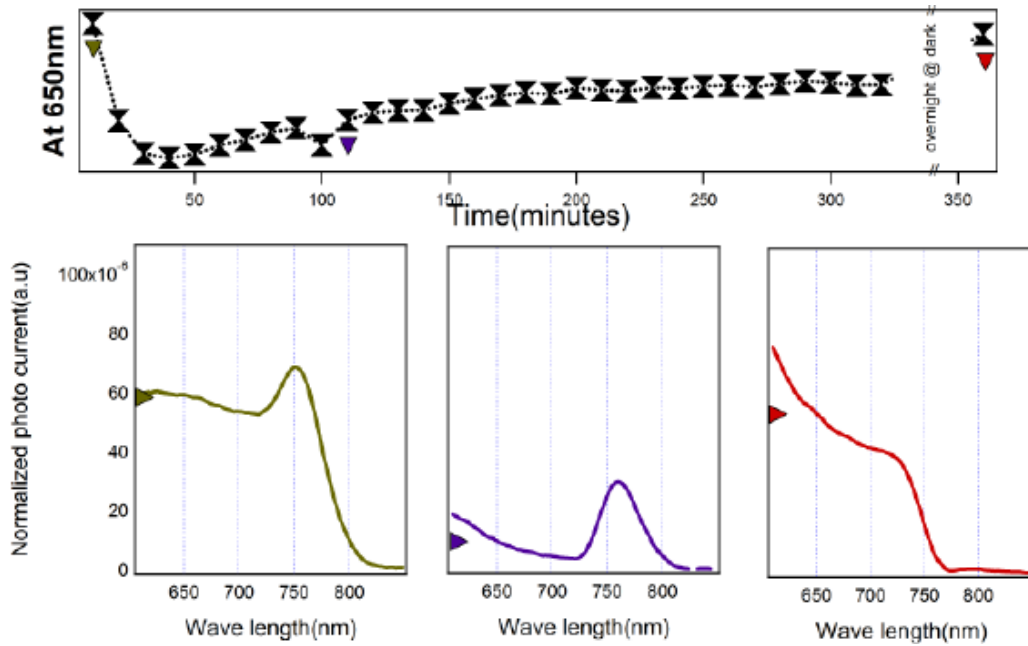 At 650nm
// overnight @ dark //
50 100 150 200 250 300 350
Time(minutes)
Normalized photo current(a.u)
100x10⁻⁶
80
60
40
20
0
650 700 750 800
650 700 750 800
650 700 750 800
Wave length(nm)
Wave length(nm)
Wave length(nm)